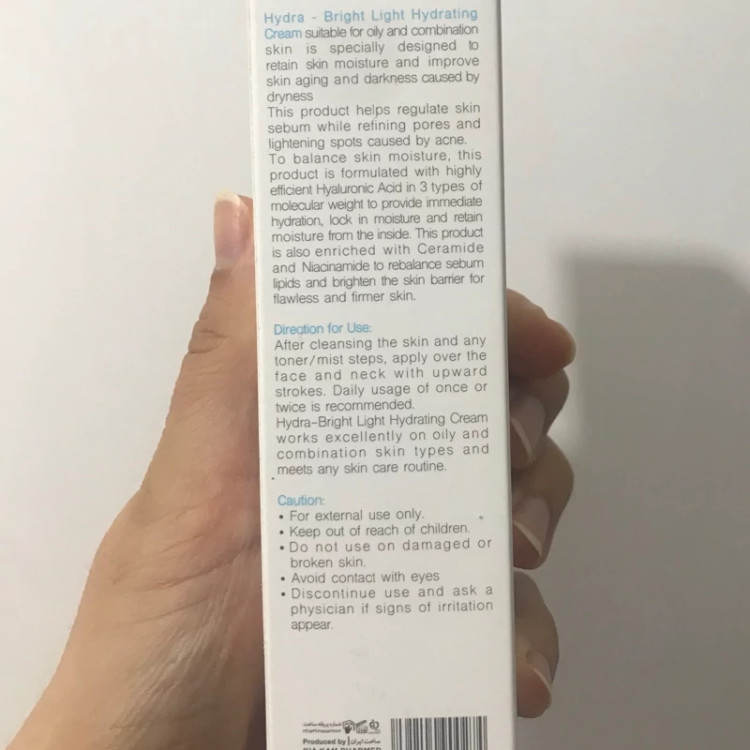 Hydra - Bright Light Hydrating
Cream suitable for oily and combination
skin is specially designed to
retain skin moisture and improve
skin aging and darkness caused by
dryness
This product helps regulate skin
sebum while refining pores and
lightening spots caused by acne.
To balance skin moisture, this
product is formulated with highly
efficient Hyaluronic Acid in 3 types of
molecular weight to provide immediate
hydration, lock in moisture and retain
moisture from the inside. This product
is also enriched with Ceramide
and Niacinamide to rebalance sebum
lipids and brighten the skin barrier for
flawless and firmer skin.
Direction for Use:
After cleansing the skin and any
toner/mist steps, apply over the
face and neck with upward
strokes. Daily usage of once or
twice is recommended.
Hydra-Bright Light Hydrating Cream
works excellently on oily and
combination skin types and
meets any skin care routine.
Caution:
• For external use only.
• Keep out of reach of children.
• Do not use on damaged or
broken skin.
• Avoid contact with eyes
• Discontinue use and ask a
physician if signs of irritation
appear.
Produced by | ساخت ایران